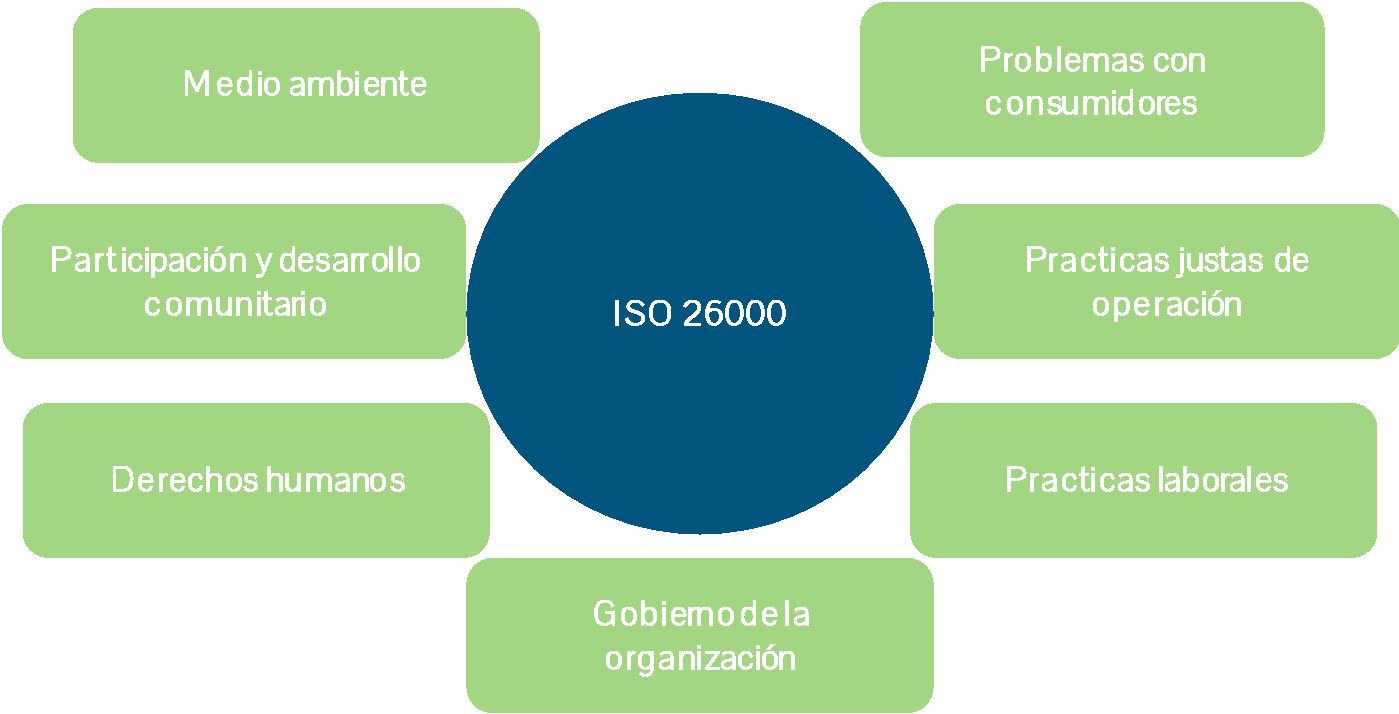 Medio ambiente
Problemas con
consumidores
Participación y desarrollo
comunitario
ISO 26000
Practicas justas de
operación
Derechos humanos
Practicas laborales
Gobierno de la
organización